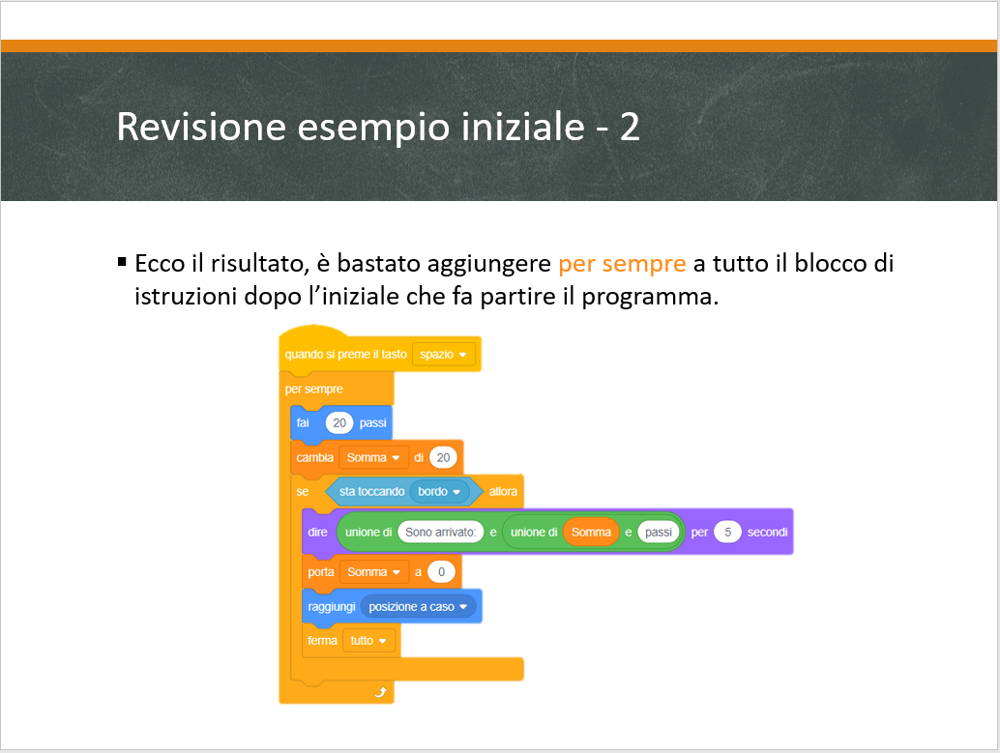 Revisione esempio iniziale - 2
Ecco il risultato, è bastato aggiungere per sempre a tutto il blocco di
istruzioni dopo l’iniziale che fa partire il programma.
quando si preme il tasto spazio
per sempre
fai 20 passi
cambia Somma di 20
se sta toccando bordo allora
dire unione di Sono arrivato: e unione di Somma e passi per 5 secondi
porta Somma a 0
raggiungi posizione a caso
ferma tutto